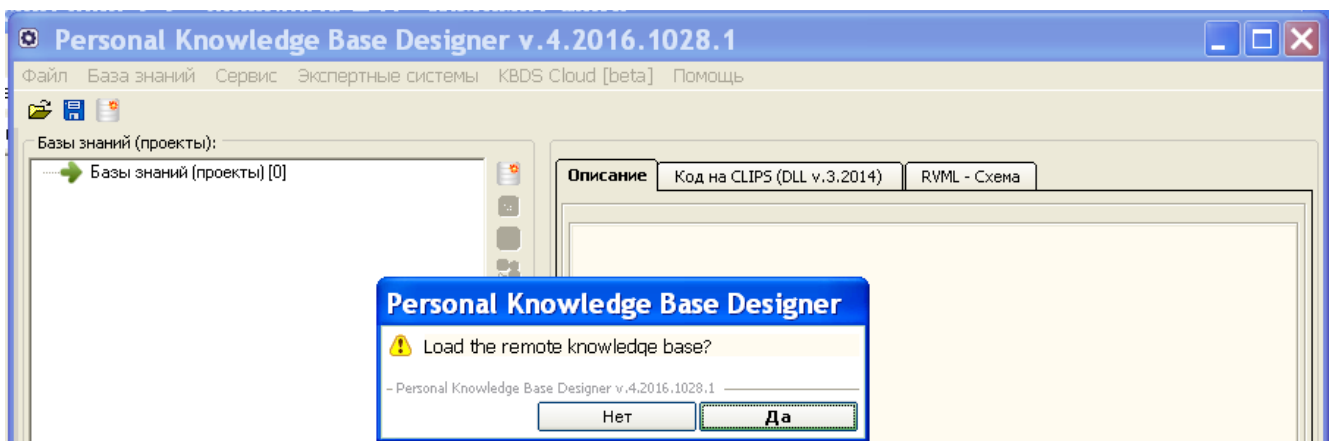 Personal Knowledge Base Designer v.4.2016.1028.1
Файл База знаний Сервис Экспертные системы KBDS Cloud [beta] Помощь
Базы знаний (проекты):
Базы знаний (проекты) [0]
Описание Код на CLIPS (DLL v.3.2014) RVML - Схема
Personal Knowledge Base Designer
Load the remote knowledge base?
Personal Knowledge Base Designer v.4.2016.1028.1
Нет Да